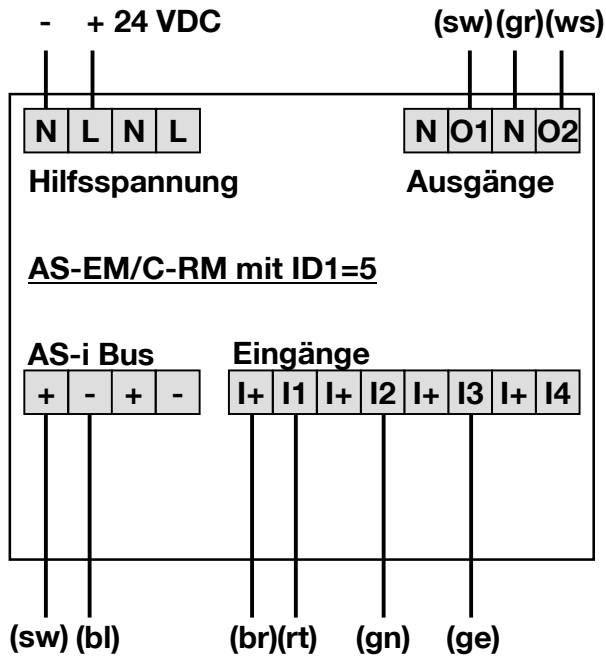 - + 24 VDC (sw)(gr)(ws)
N L N L N O1 N O2
Hilfsspannung Ausgänge
AS-EM/C-RM mit ID1=5
AS-i Bus Eingänge
+ - + - I+ I1 I+ I2 I+ I3 I+ I4
(sw) (bl) (br)(rt) (gn) (ge)